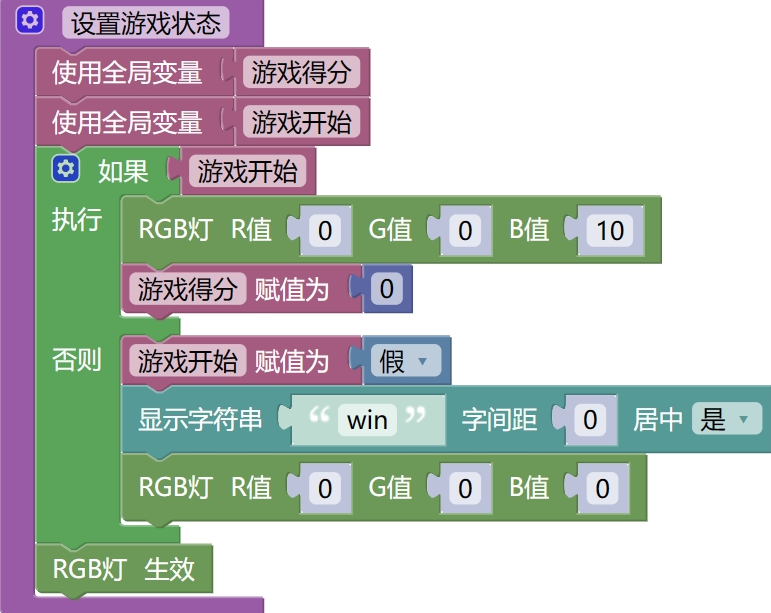 设置游戏状态
使用全局变量 游戏得分
使用全局变量 游戏开始
如果 游戏开始
执行 RGB灯 R值 0 G值 0 B值 10
游戏得分 赋值为 0
否则 游戏开始 赋值为 假
显示字符串 “ win ” 字间距 0 居中 是
RGB灯 R值 0 G值 0 B值 0
RGB灯 生效